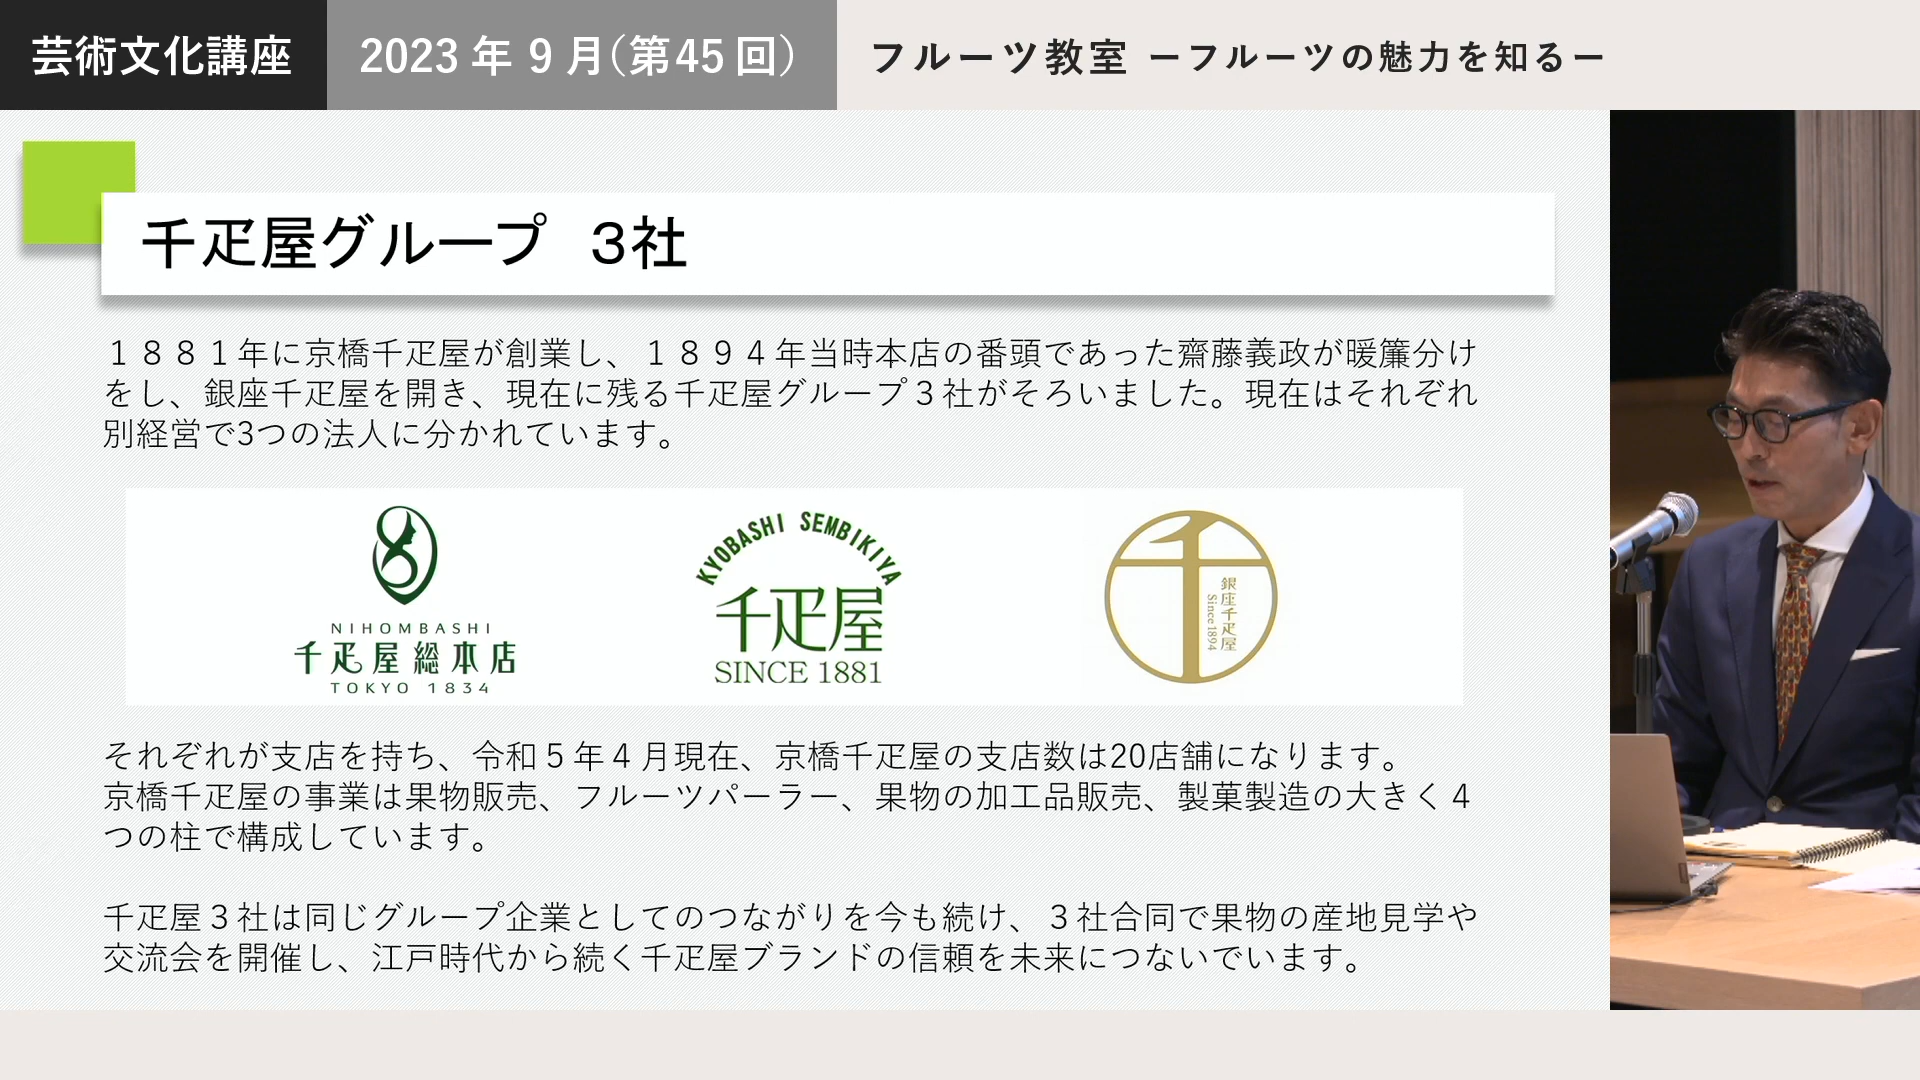 芸術文化講座
2023年9月(第45回)
フルーツ教室 ーフルーツの魅力を知るー
千疋屋グループ　3社
１８８１年に京橋千疋屋が創業し、１８９４年当時本店の番頭であった齋藤義政が暖簾分け
をし、銀座千疋屋を開き、現在に残る千疋屋グループ３社がそろいました。現在はそれぞれ
別経営で3つの法人に分かれています。
NIHOMBASHI
千疋屋総本店
TOKYO 1834
KYOBASHI SEMBIKIYA
千疋屋
SINCE 1881
千
銀座千疋屋
Since1894
それぞれが支店を持ち、令和５年４月現在、京橋千疋屋の支店数は20店舗になります。
京橋千疋屋の事業は果物販売、フルーツパーラー、果物の加工品販売、製菓製造の大きく４
つの柱で構成しています。
千疋屋３社は同じグループ企業としてのつながりを今も続け、３社合同で果物の産地見学や
交流会を開催し、江戸時代から続く千疋屋ブランドの信頼を未来につないでいます。